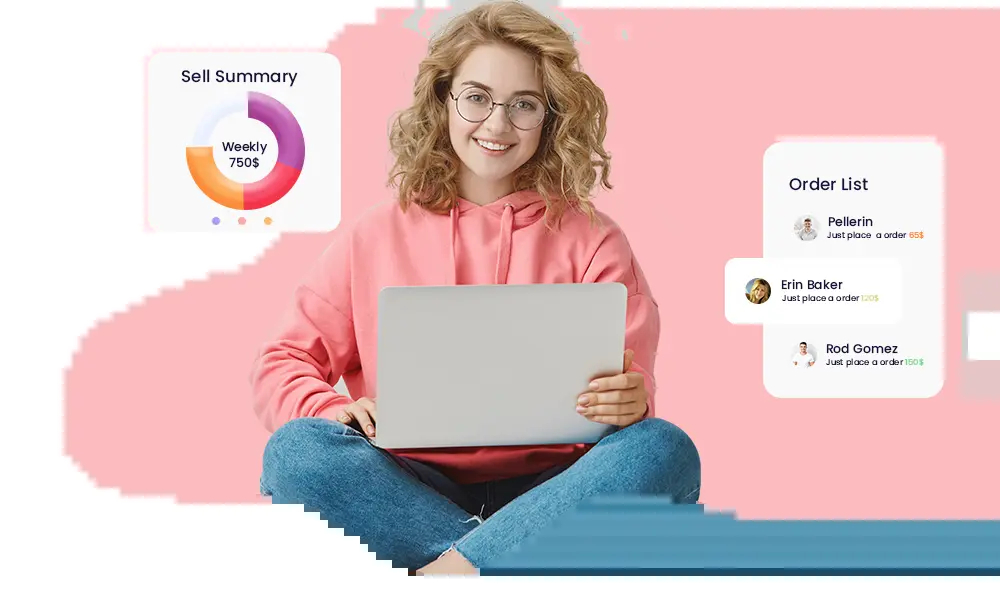 Sell Summary
Weekly
750$
Order List
Pellerin
Just place a order 65$
Erin Baker
Just place a order 120$
Rod Gomez
Just place a order 150$